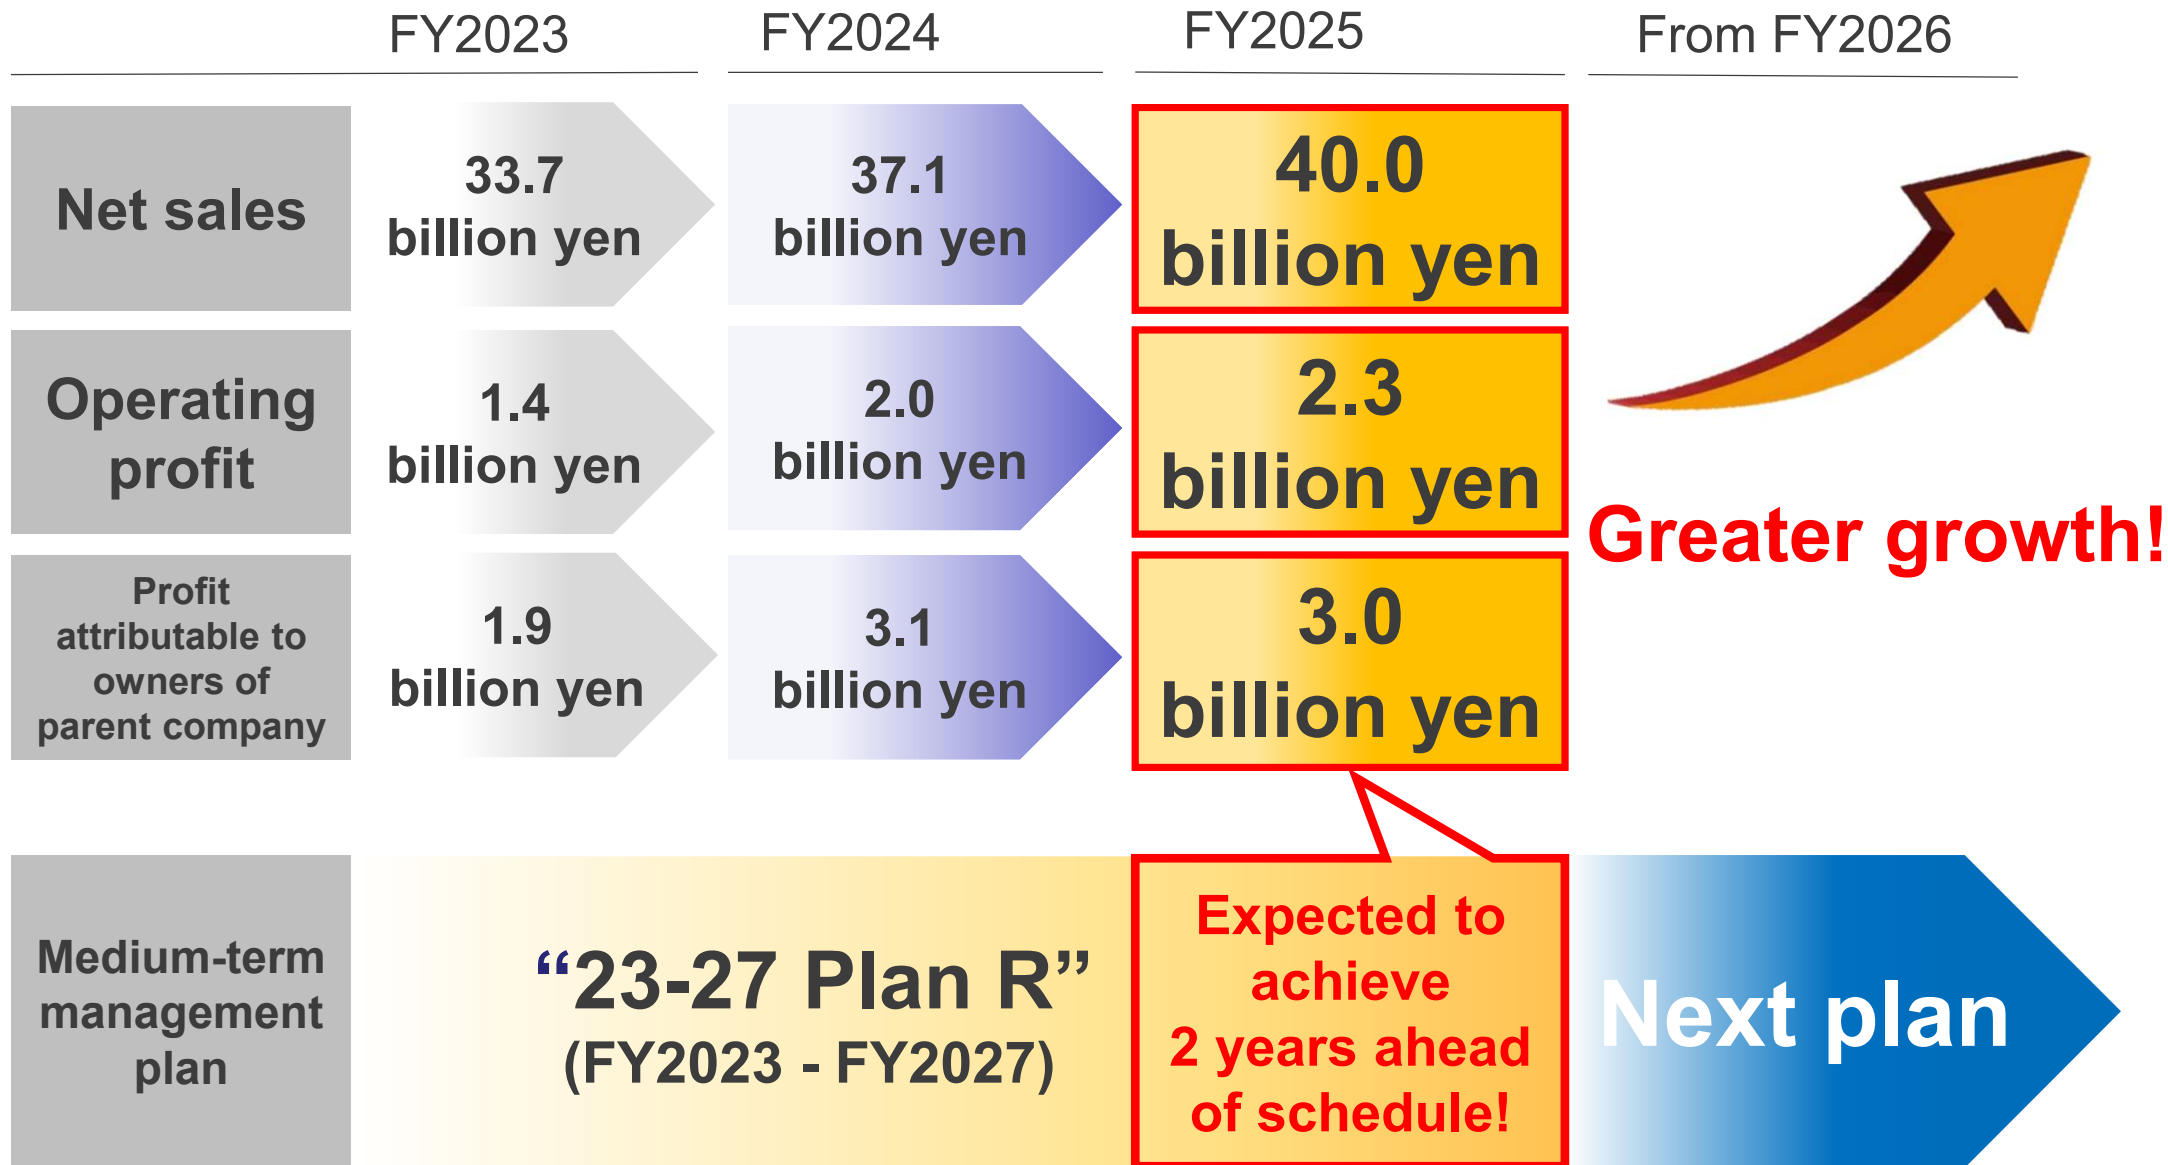 FY2023
FY2024
FY2025
From FY2026
Net sales
33.7
billion yen
37.1
billion yen
40.0
billion yen
Operating
profit
1.4
billion yen
2.0
billion yen
2.3
billion yen
Greater growth!
Profit
attributable to
owners of
parent company
1.9
billion yen
3.1
billion yen
3.0
billion yen
Medium-term
management
plan
“23-27 Plan R”
(FY2023 - FY2027)
Expected to
achieve
2 years ahead
of schedule!
Next plan